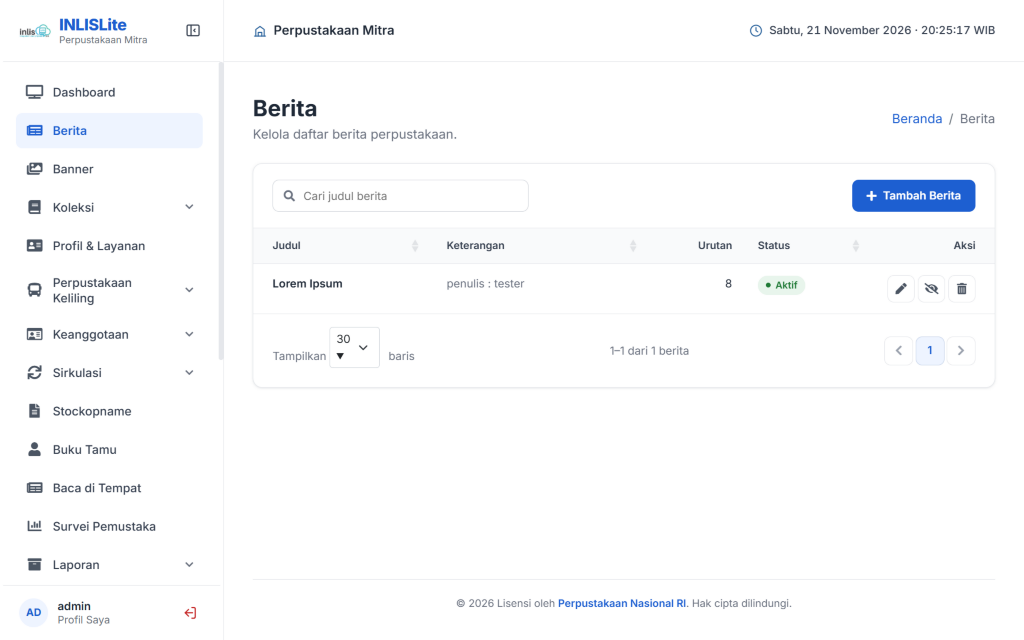 inlis
INLISLite
Perpustakaan Mitra
Perpustakaan Mitra
Sabtu, 21 November 2026 · 20:25:17 WIB
Dashboard
Berita
Banner
Koleksi
Profil & Layanan
Perpustakaan
Keliling
Keanggotaan
Sirkulasi
Stockopname
Buku Tamu
Baca di Tempat
Survei Pemustaka
Laporan
AD
admin
Profil Saya
Berita
Kelola daftar berita perpustakaan.
Beranda / Berita
Cari judul berita
Tambah Berita
Judul Keterangan Urutan Status Aksi
Lorem Ipsum penulis : tester 8 Aktif
Tampilkan 30 baris
1–1 dari 1 berita
1
© 2026 Lisensi oleh Perpustakaan Nasional RI. Hak cipta dilindungi.